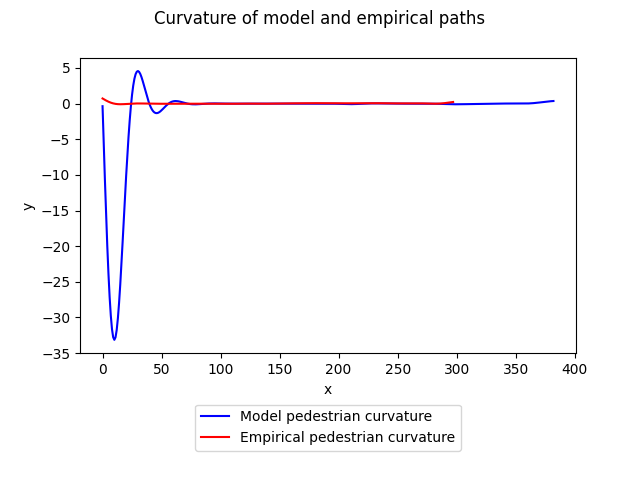 Curvature of model and empirical paths
5
0
−5
−10
−15
−20
−25
−30
−35
y
0 50 100 150 200 250 300 350 400
x
Model pedestrian curvature
Empirical pedestrian curvature